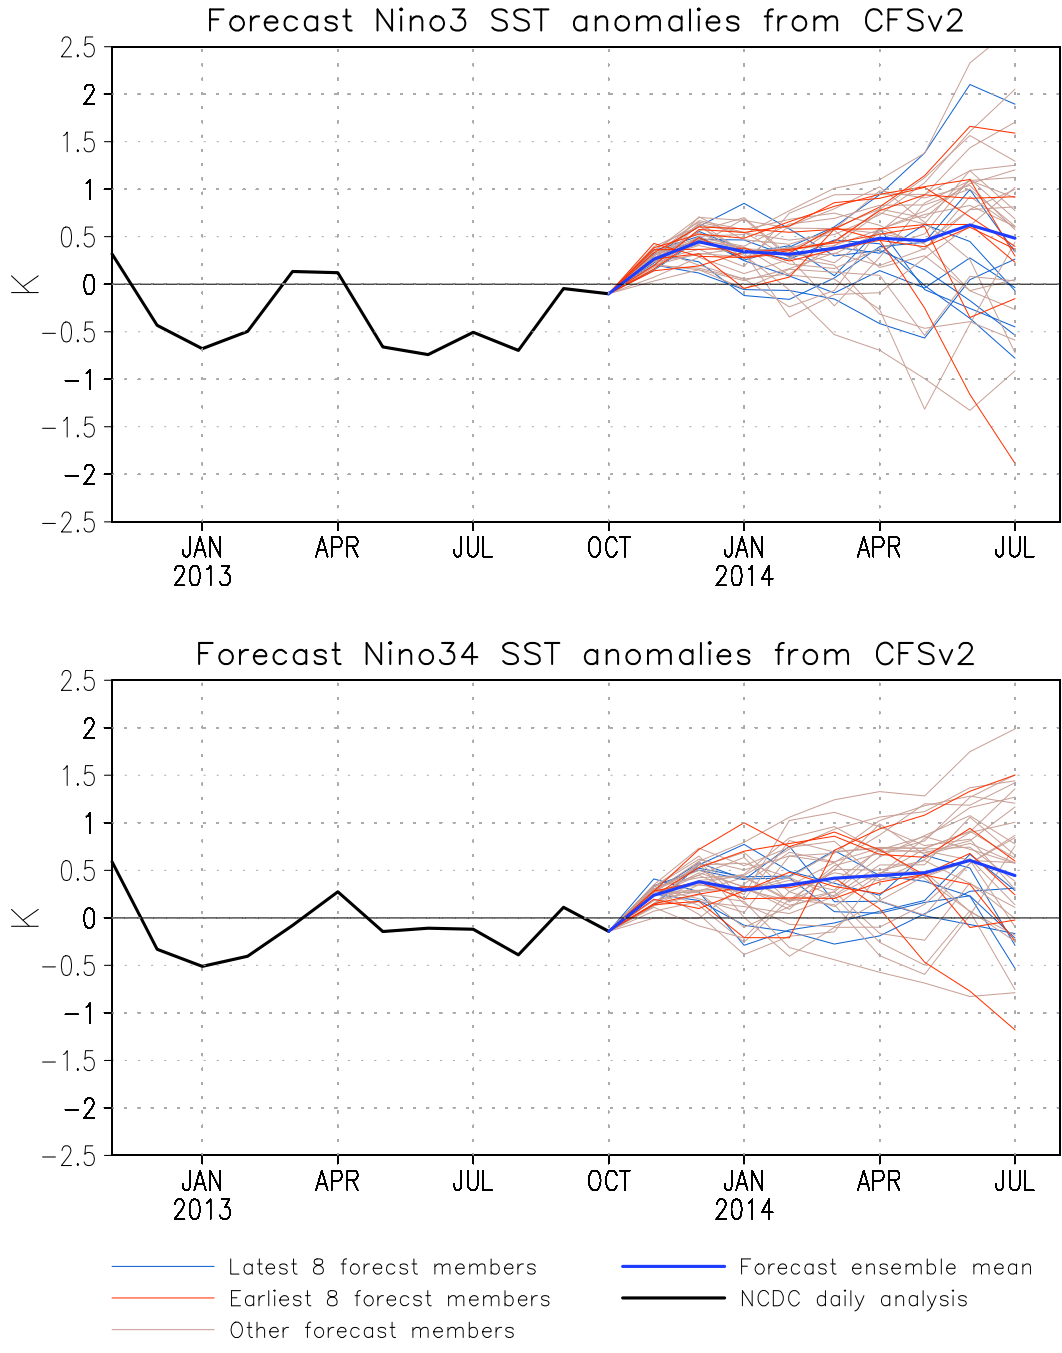 Forecast Nino3 SST anomalies from CFSv2
2.5
2
1.5
1
0.5
0
-0.5
-1
-1.5
-2
-2.5
K
JAN APR JUL OCT JAN APR JUL
2013 2014
Forecast Nino34 SST anomalies from CFSv2
2.5
2
1.5
1
0.5
0
-0.5
-1
-1.5
-2
-2.5
K
JAN APR JUL OCT JAN APR JUL
2013 2014
Latest 8 forecst members Forecast ensemble mean
Earliest 8 forecst members NCDC daily analysis
Other forecast members